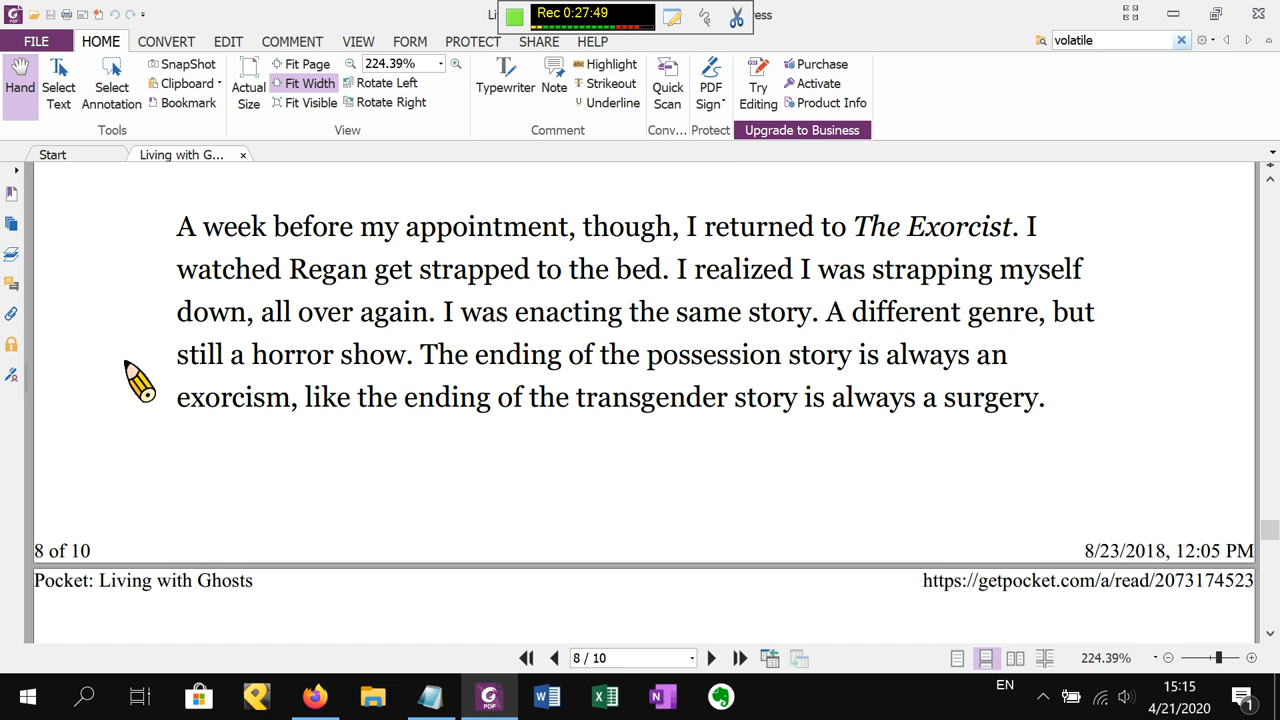 Rec 0:27:49
Li
ess
FILE HOME CONVERT EDIT COMMENT VIEW FORM PROTECT SHARE HELP
volatile
Hand
Select Text
Select Annotation
SnapShot
Clipboard
Bookmark
Tools
Actual Size
Fit Page
Fit Width
Fit Visible
224.39%
Rotate Left
Rotate Right
View
Typewriter
Note
Highlight
Strikeout
Underline
Comment
Quick Scan
Conv...
PDF Sign
Protect
Try Editing
Purchase
Activate
Product Info
Upgrade to Business
Start
Living with G...
A week before my appointment, though, I returned to The Exorcist. I
watched Regan get strapped to the bed. I realized I was strapping myself
down, all over again. I was enacting the same story. A different genre, but
still a horror show. The ending of the possession story is always an
exorcism, like the ending of the transgender story is always a surgery.
8 of 10 8/23/2018, 12:05 PM
Pocket: Living with Ghosts https://getpocket.com/a/read/2073174523
8 / 10
224.39%
EN
15:15
4/21/2020
1